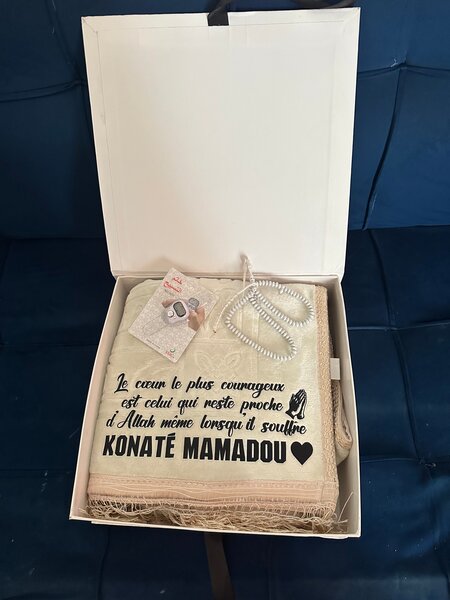 Le cœur le plus courageux
est celui qui reste proche
d'Allah même lorsqu'il souffre
KONATÉ MAMADOU